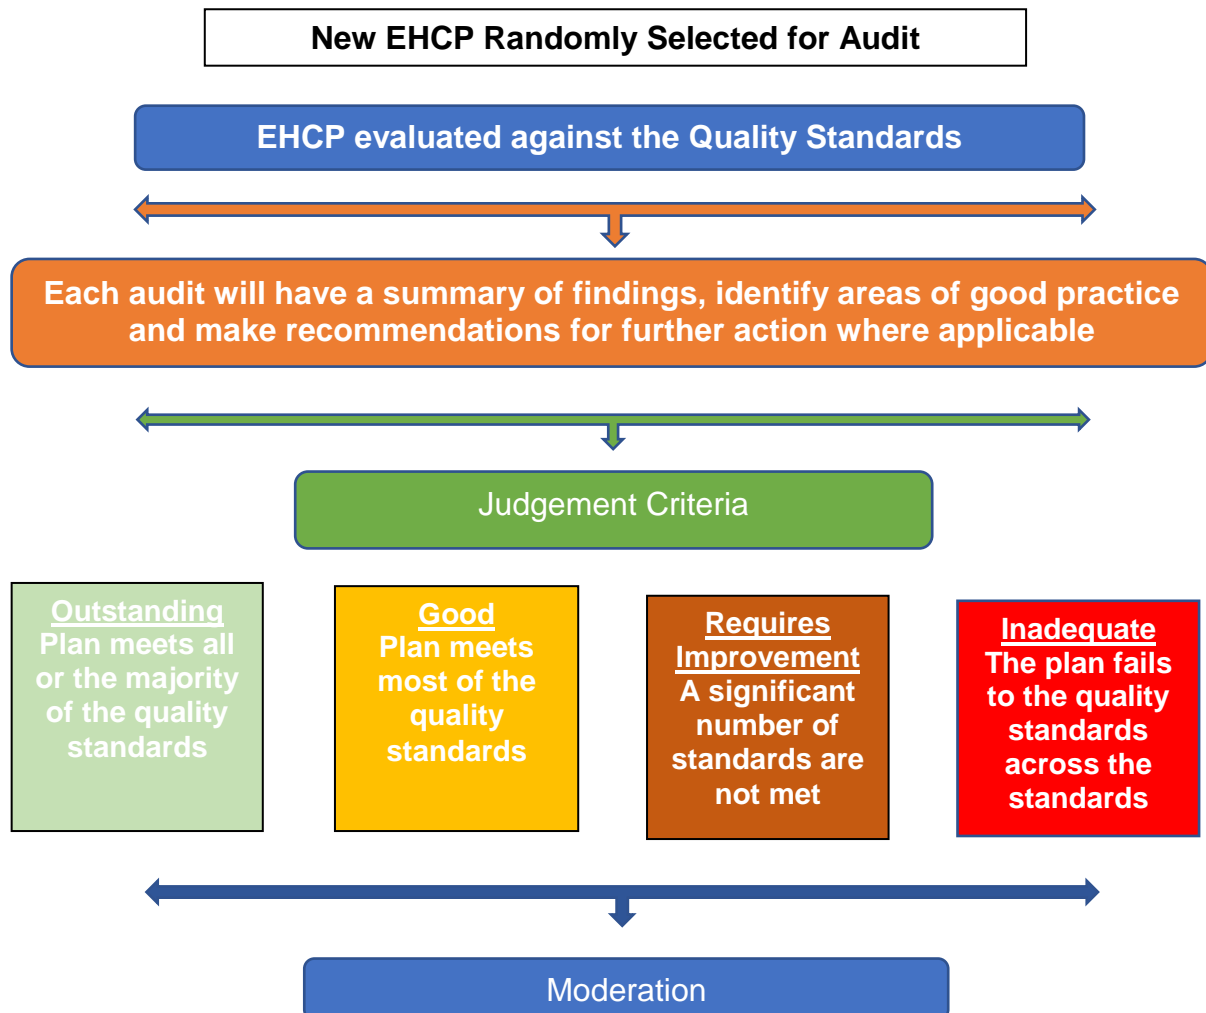 New EHCP Randomly Selected for Audit
EHCP evaluated against the Quality Standards
Each audit will have a summary of findings, identify areas of good practice
and make recommendations for further action where applicable
Judgement Criteria
Outstanding
Plan meets all
or the majority
of the quality
standards
Good
Plan meets
most of the
quality
standards
Requires
Improvement
A significant
number of
standards are
not met
Inadequate
The plan fails
to the quality
standards
across the
standards
Moderation